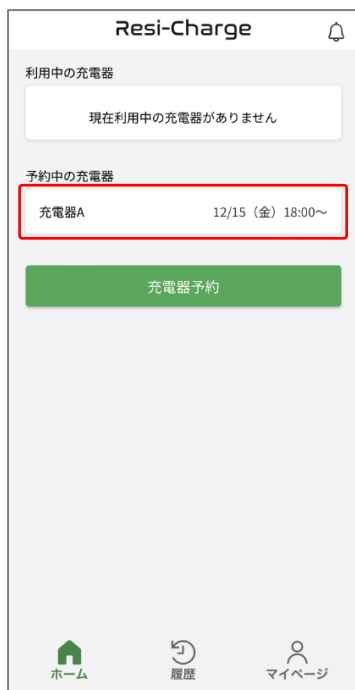 Resi-Charge
利用中の充電器
現在利用中の充電器がありません
予約中の充電器
充電器A 12/15（金）18:00～
充電器予約
ホーム 履歴 マイページ